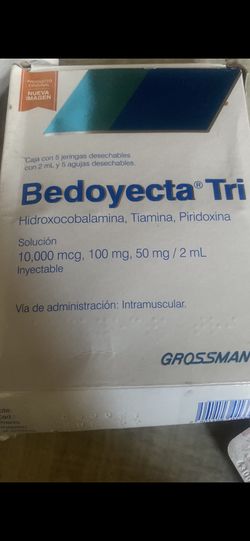 PRODUCTO
ORIGINAL
NUEVA
IMAGEN
Caja con 5 jeringas desechables
con 2 mL y 5 agujas desechables.
Bedoyecta® Tri
Hidroxocobalamina, Tiamina, Piridoxina
Solución
10,000 mcg, 100 mg, 50 mg / 2 mL
Inyectable
Vía de administración: Intramuscular.
GROSSMAN